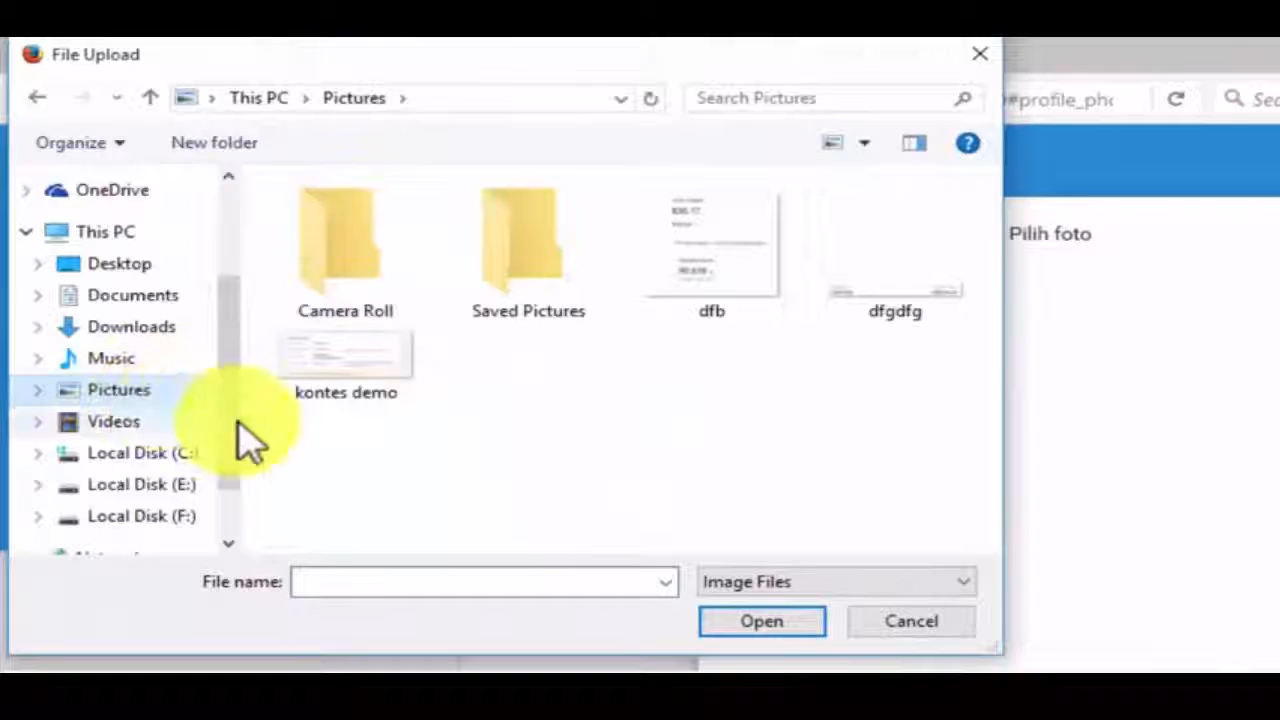 File Upload
This PC
Pictures
Search Pictures
#profile_pho
Organize
New folder
?
OneDrive
This PC
Desktop
Documents
Downloads
Music
Pictures
Videos
Local Disk (C:)
Local Disk (E:)
Local Disk (F:)
Camera Roll
Saved Pictures
dfb
dfgdfg
kontes demo
Pilih foto
File name:
Image Files
Open
Cancel